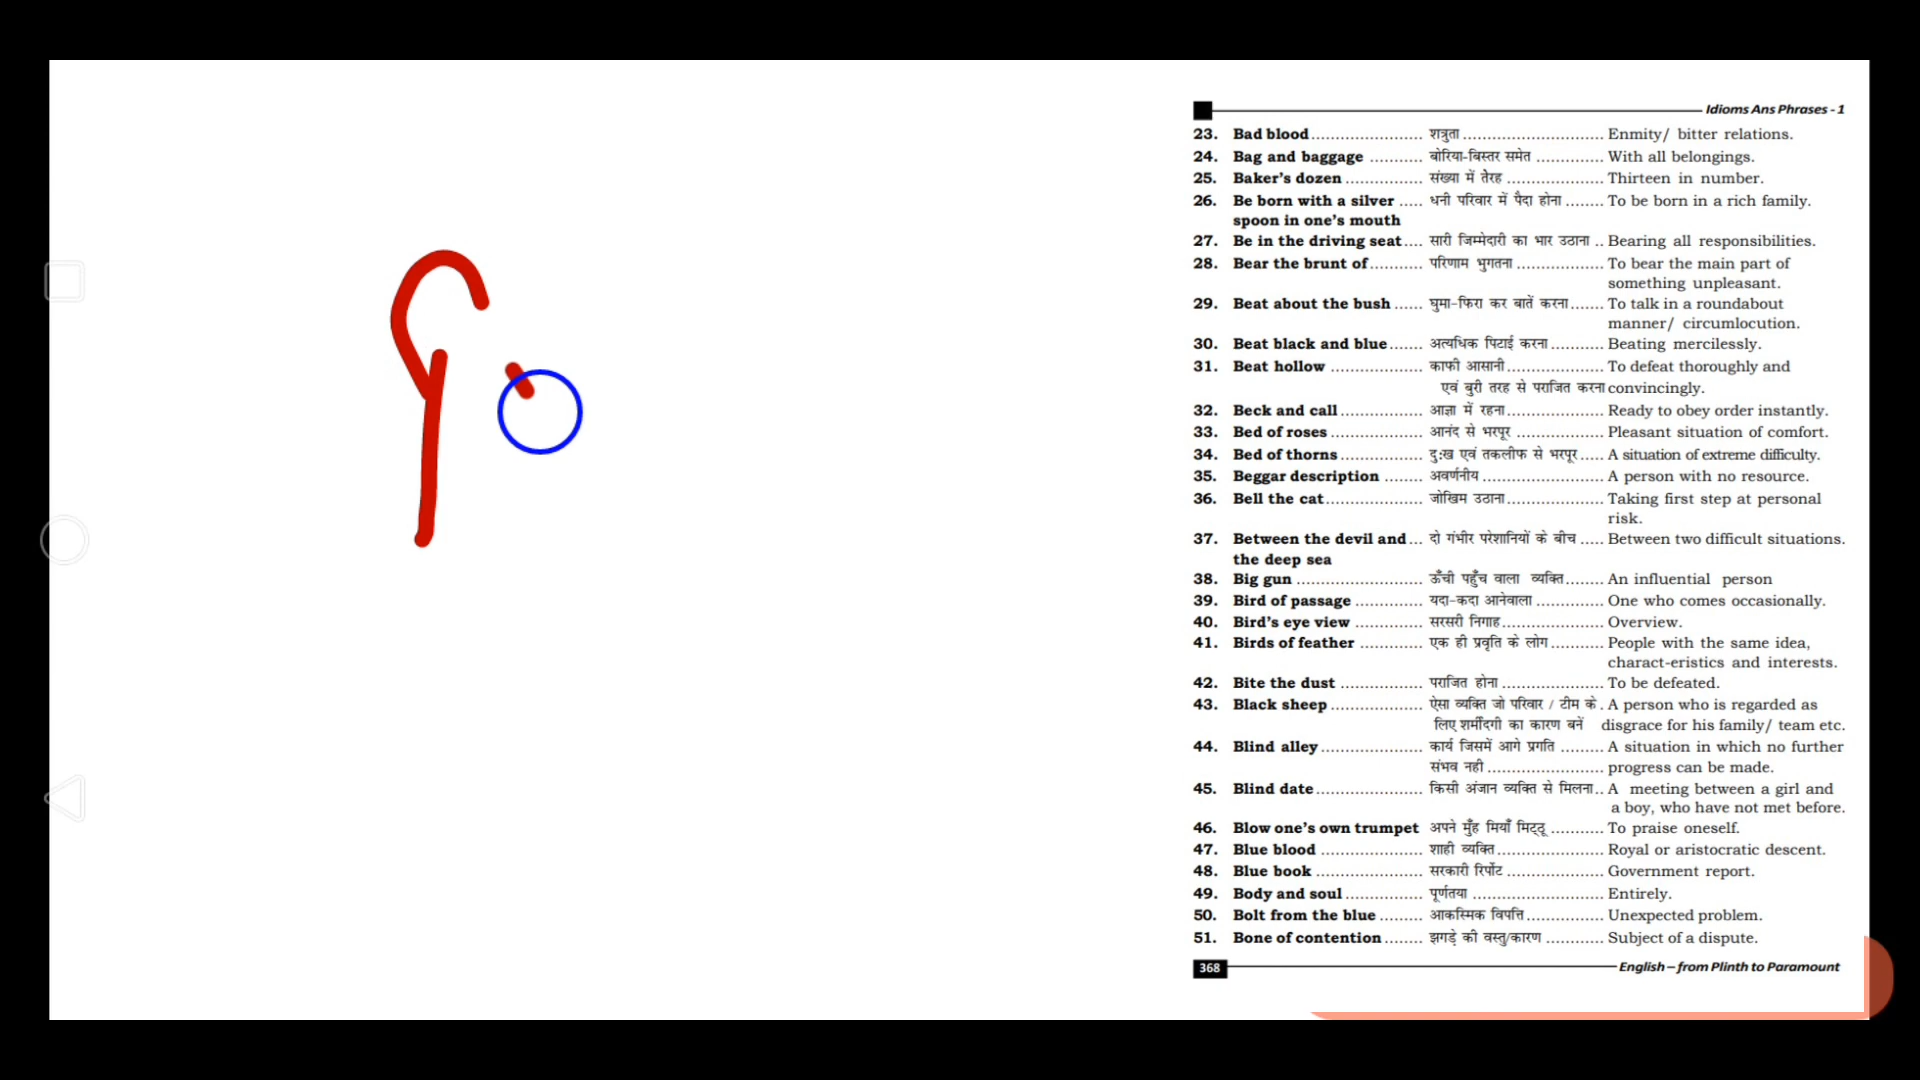 Idioms Ans Phrases - 1
23. Bad blood ....................... शत्रुता ............................. Enmity/ bitter relations.
24. Bag and baggage ........... बोरिया-बिस्तर समेत .............. With all belongings.
25. Baker's dozen ................ संख्या में तेरह .................... Thirteen in number.
26. Be born with a silver ..... धनी परिवार में पैदा होना ........ To be born in a rich family.
spoon in one's mouth
27. Be in the driving seat .... सारी जिम्मेदारी का भार उठाना .. Bearing all responsibilities.
28. Bear the brunt of ........... परिणाम भुगतना .................. To bear the main part of
something unpleasant.
29. Beat about the bush ...... घुमा-फिरा कर बातें करना ....... To talk in a roundabout
manner/ circumlocution.
30. Beat black and blue ....... अत्यधिक पिटाई करना ........... Beating mercilessly.
31. Beat hollow ................... काफी आसानी .................... To defeat thoroughly and
एवं बुरी तरह से पराजित करना convincingly.
32. Beck and call ................. आज्ञा में रहना .................... Ready to obey order instantly.
33. Bed of roses ................... आनंद से भरपूर .................. Pleasant situation of comfort.
34. Bed of thorns ................. दु:ख एवं तकलीफ से भरपूर ..... A situation of extreme difficulty.
35. Beggar description ........ अवर्णनीय ......................... A person with no resource.
36. Bell the cat .................... जोखिम उठाना .................... Taking first step at personal
risk.
37. Between the devil and ... दो गंभीर परेशानियों के बीच ..... Between two difficult situations.
the deep sea
38. Big gun .......................... ऊँची पहुँच वाला व्यक्ति ........ An influential person
39. Bird of passage .............. यदा-कदा आनेवाला .............. One who comes occasionally.
40. Bird's eye view ............... सरसरी निगाह ..................... Overview.
41. Birds of feather ............. एक ही प्रवृति के लोग ........... People with the same idea,
charact-eristics and interests.
42. Bite the dust ................. पराजित होना ..................... To be defeated.
43. Black sheep ................... ऐसा व्यक्ति जो परिवार / टीम के . A person who is regarded as
लिए शर्मींदगी का कारण बनें disgrace for his family/ team etc.
44. Blind alley ..................... कार्य जिसमें आगे प्रगति ......... A situation in which no further
संभव नही ........................ progress can be made.
45. Blind date ...................... किसी अंजान व्यक्ति से मिलना .. A meeting between a girl and
a boy, who have not met before.
46. Blow one's own trumpet अपने मुँह मियाँ मिट्ठू ........... To praise oneself.
47. Blue blood ..................... शाही व्यक्ति ...................... Royal or aristocratic descent.
48. Blue book ...................... सरकारी रिर्पोट .................... Government report.
49. Body and soul ................ पूर्णतया ........................... Entirely.
50. Bolt from the blue ......... आकस्मिक विपत्ति ................ Unexpected problem.
51. Bone of contention ........ झगड़े की वस्तु/कारण ............ Subject of a dispute.
368 English – from Plinth to Paramount